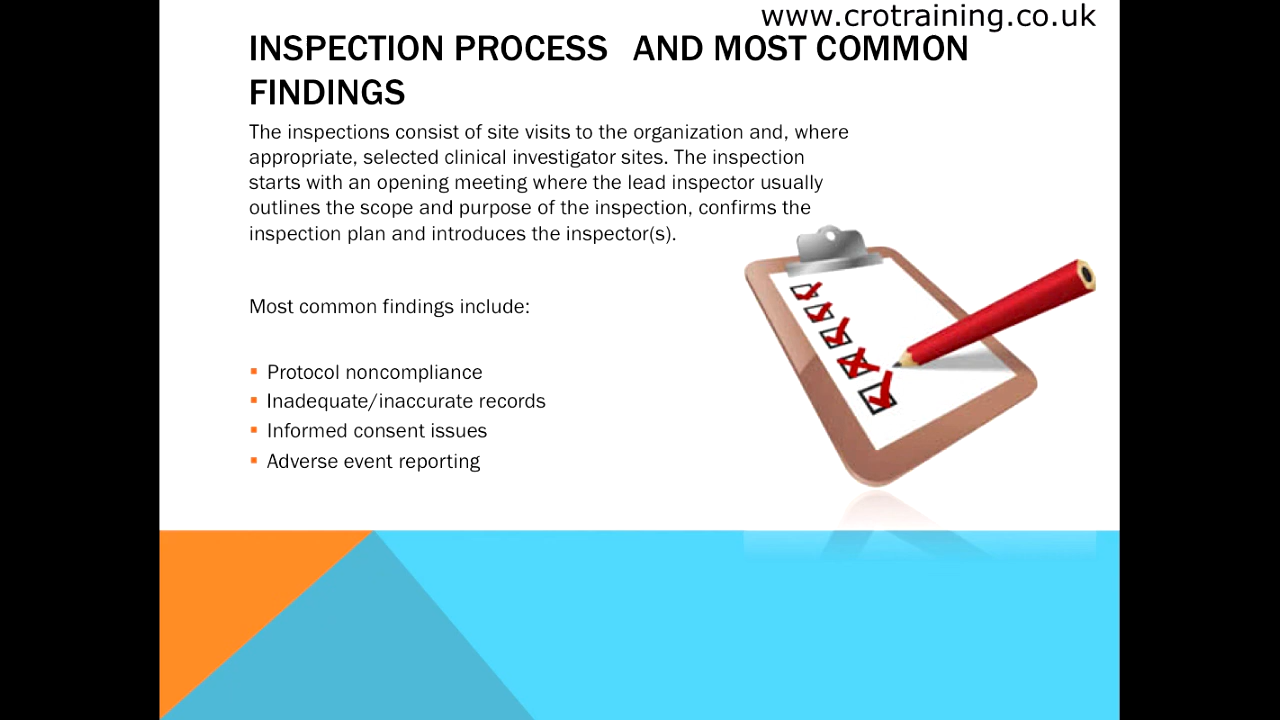 www.crotraining.co.uk
INSPECTION PROCESS AND MOST COMMON
FINDINGS
The inspections consist of site visits to the organization and, where
appropriate, selected clinical investigator sites. The inspection
starts with an opening meeting where the lead inspector usually
outlines the scope and purpose of the inspection, confirms the
inspection plan and introduces the inspector(s).
Most common findings include:
▪ Protocol noncompliance
▪ Inadequate/inaccurate records
▪ Informed consent issues
▪ Adverse event reporting